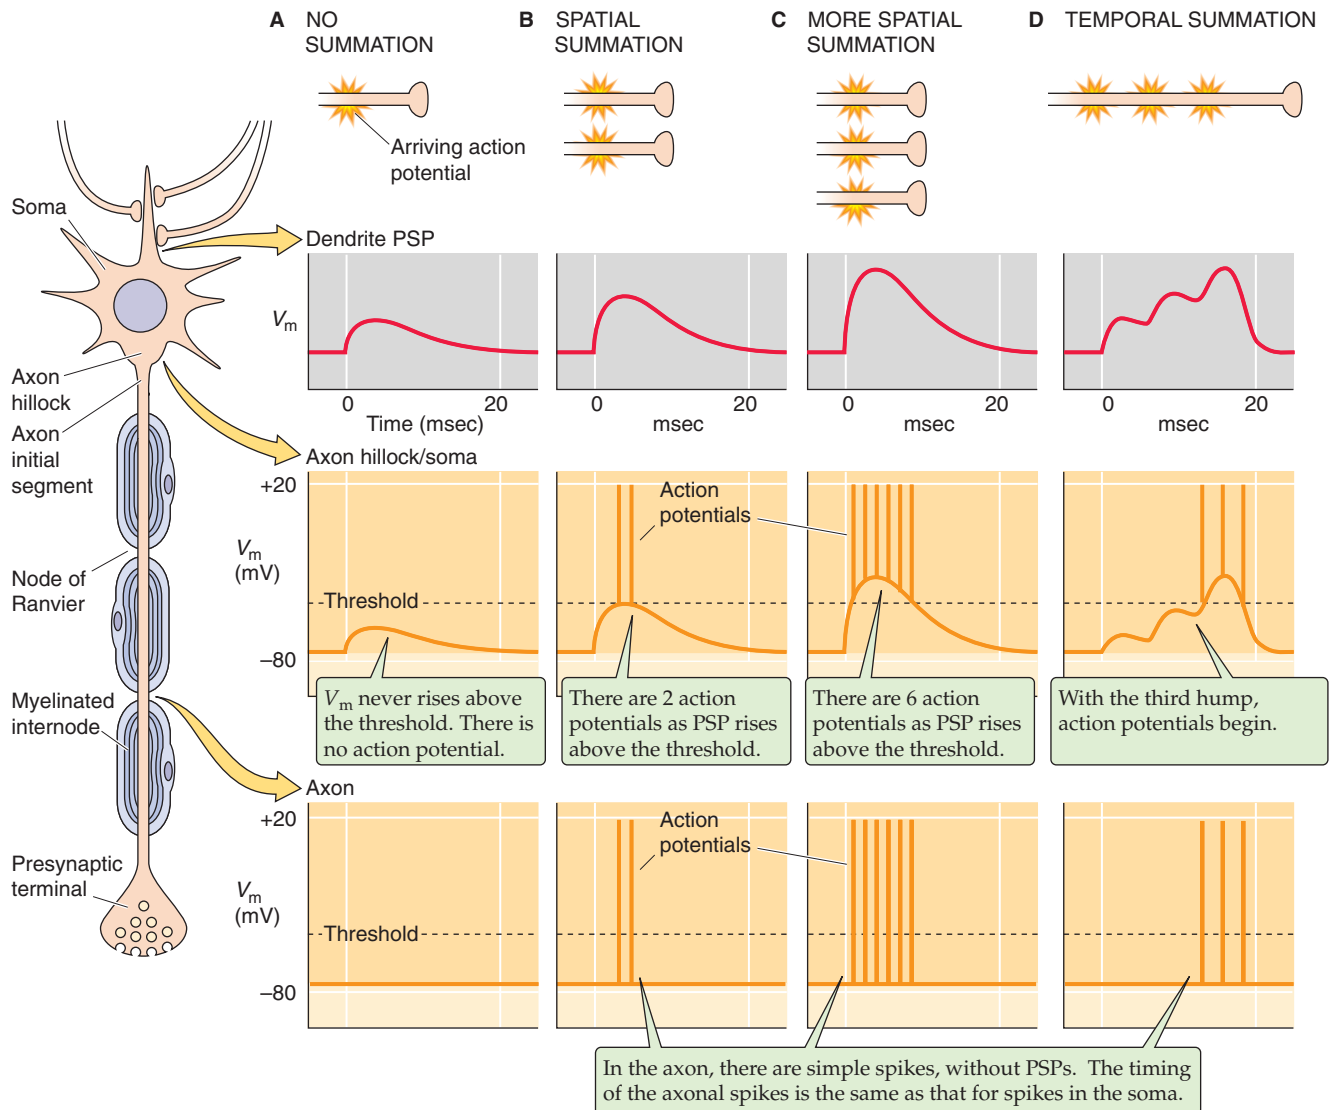 A NO SUMMATION
B SPATIAL SUMMATION
C MORE SPATIAL SUMMATION
D TEMPORAL SUMMATION
Arriving action
potential
Soma
Dendrite PSP
Vm
0 20
Time (msec)
0 20
msec
0 20
msec
0 20
msec
Axon
hillock
Axon
initial
segment
Axon hillock/soma
+20
Vm
(mV)
Threshold
–80
Action
potentials
Node of
Ranvier
Vm never rises above
the threshold. There is
no action potential.
There are 2 action
potentials as PSP rises
above the threshold.
There are 6 action
potentials as PSP rises
above the threshold.
With the third hump,
action potentials begin.
Myelinated
internode
Axon
+20
Vm
(mV)
Threshold
–80
Action
potentials
Presynaptic
terminal
In the axon, there are simple spikes, without PSPs. The timing
of the axonal spikes is the same as that for spikes in the soma.